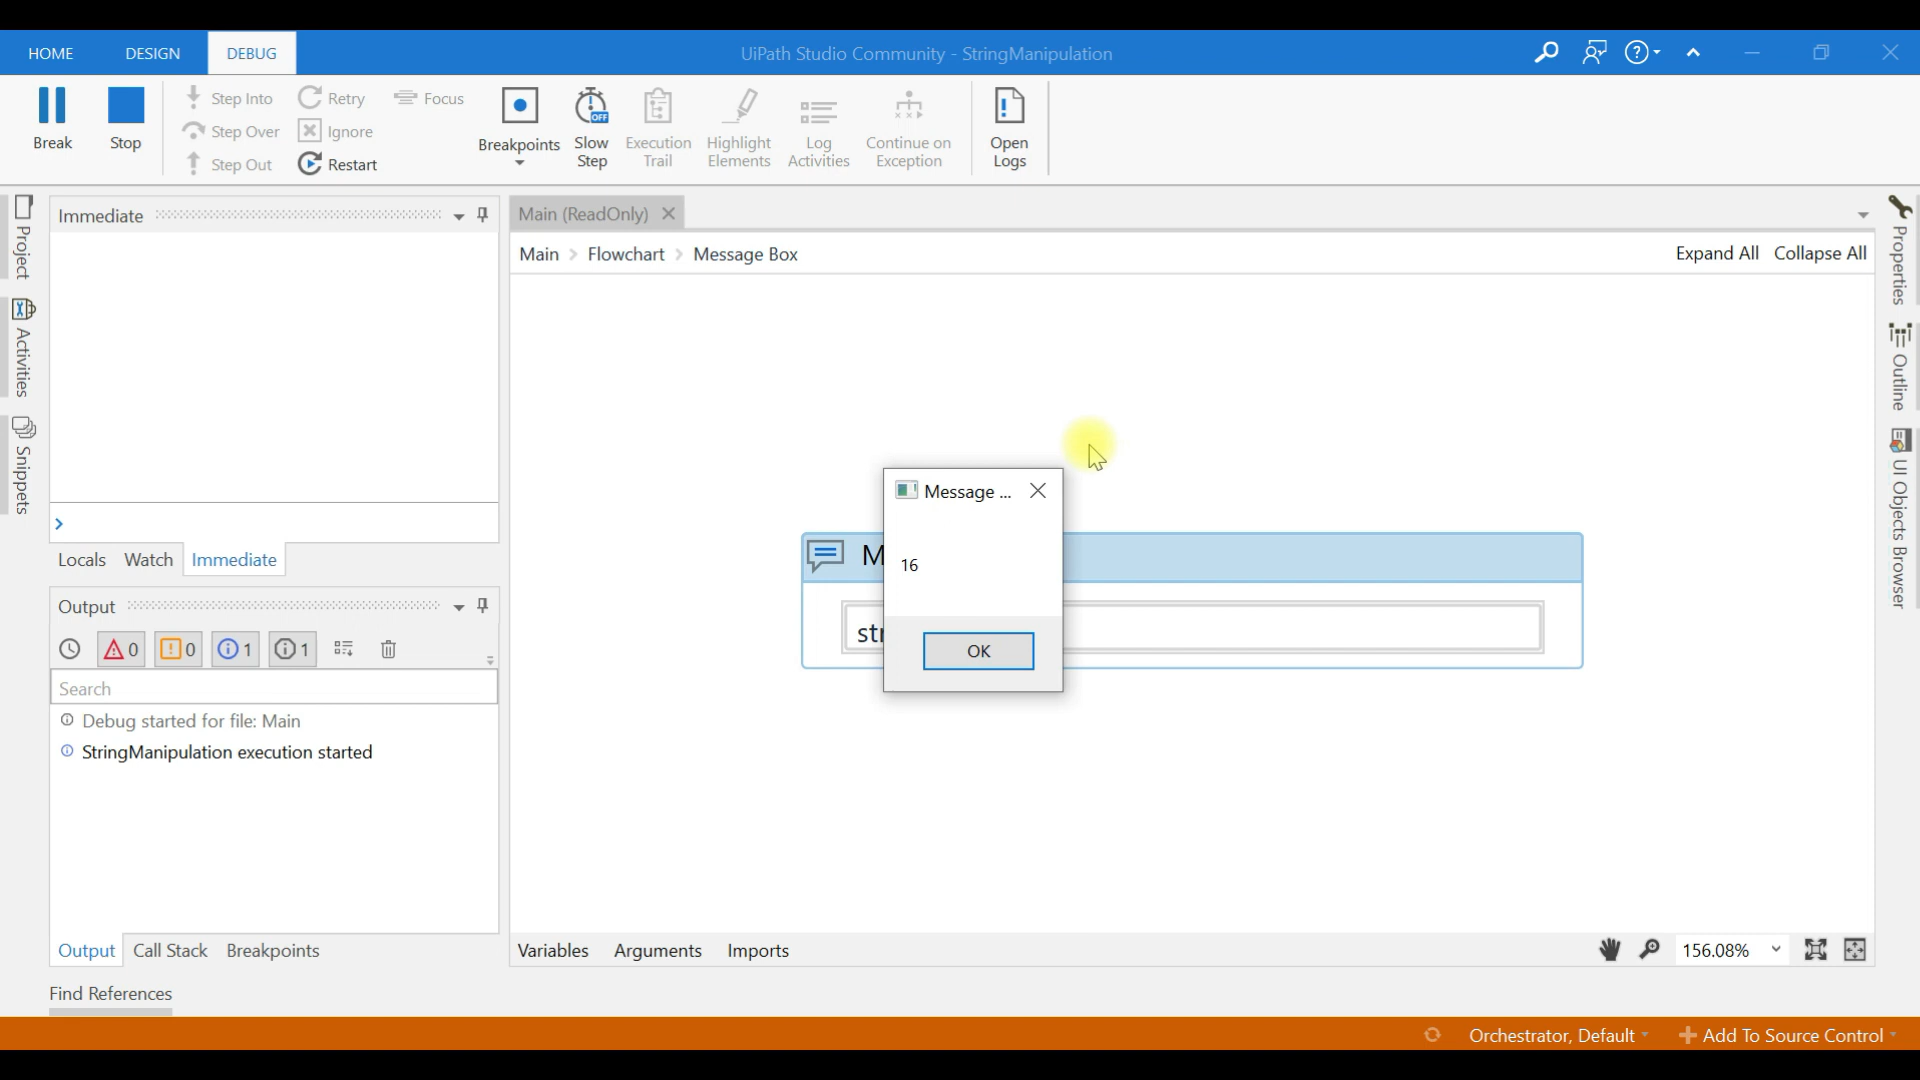 HOME DESIGN DEBUG UiPath Studio Community - StringManipulation
Break Stop Step Into Step Over Step Out Retry Ignore Restart Focus
Breakpoints
Slow
Step
Execution
Trail
Highlight
Elements
Log
Activities
Continue on
Exception
Open
Logs
Project
Activities
Snippets
Immediate
Locals Watch Immediate
Output
0 0 1 1
Search
Debug started for file: Main
StringManipulation execution started
Output Call Stack Breakpoints
Find References
Main (ReadOnly)
Main Flowchart Message Box Expand All Collapse All
Message ...
16
OK
Variables Arguments Imports 156.08%
Properties
Outline
UI Objects Browser
OFF
Orchestrator, Default Add To Source Control